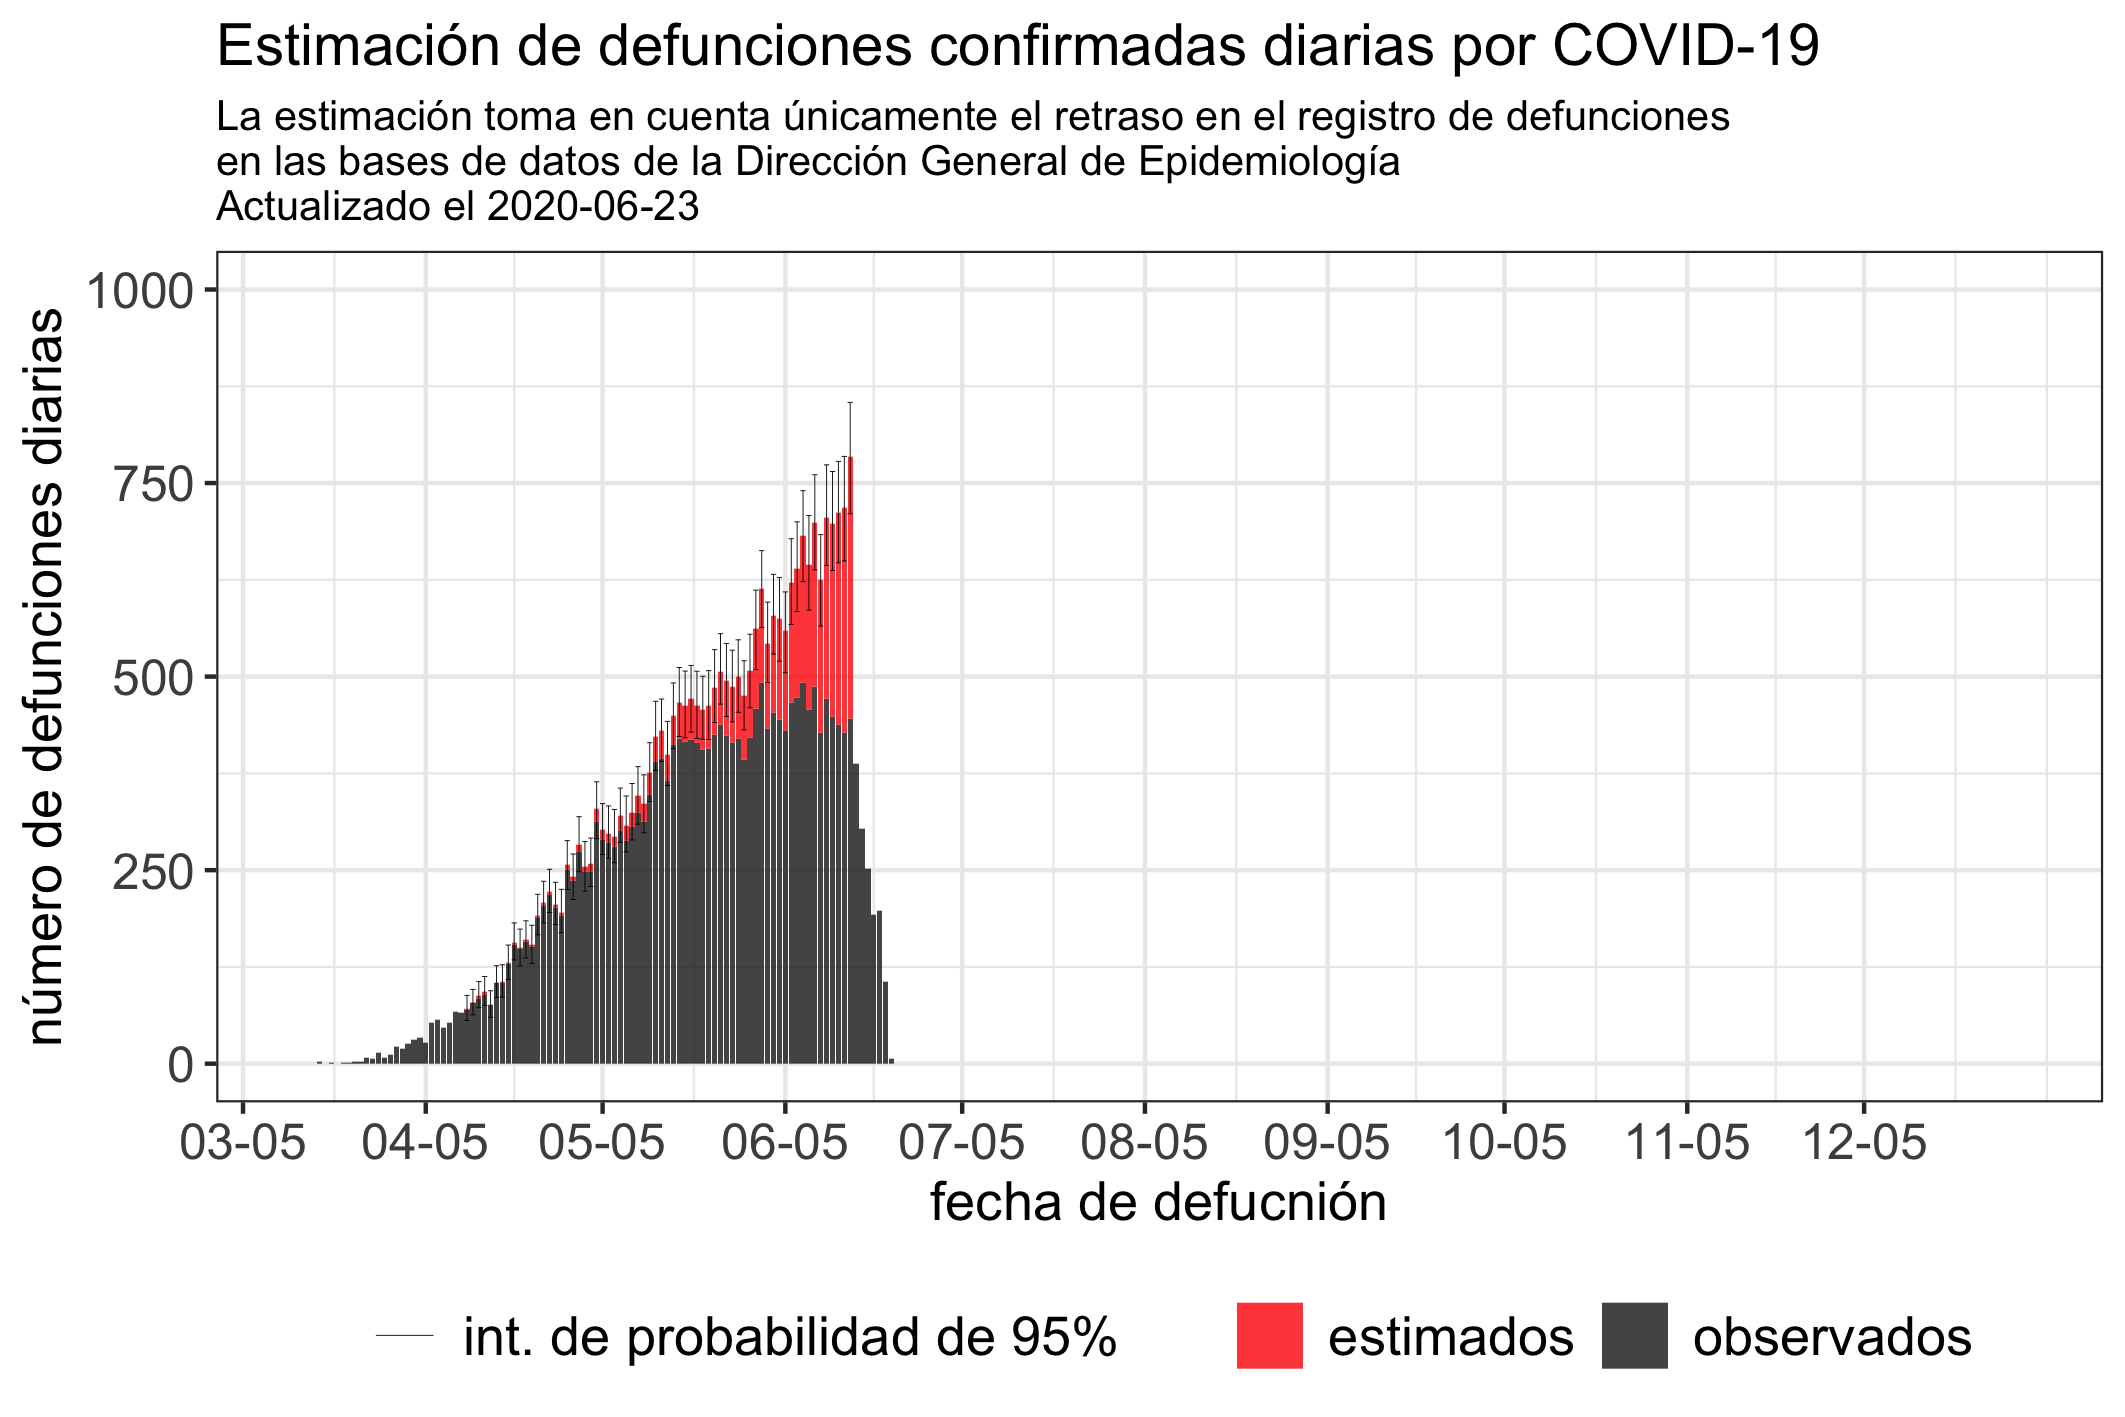 Estimación de defunciones confirmadas diarias por COVID-19
La estimación toma en cuenta únicamente el retraso en el registro de defunciones
en las bases de datos de la Dirección General de Epidemiología
Actualizado el 2020-06-23
número de defunciones diarias
1000
750
500
250
0
03-05 04-05 05-05 06-05 07-05 08-05 09-05 10-05 11-05 12-05
fecha de defucnión
int. de probabilidad de 95% estimados observados